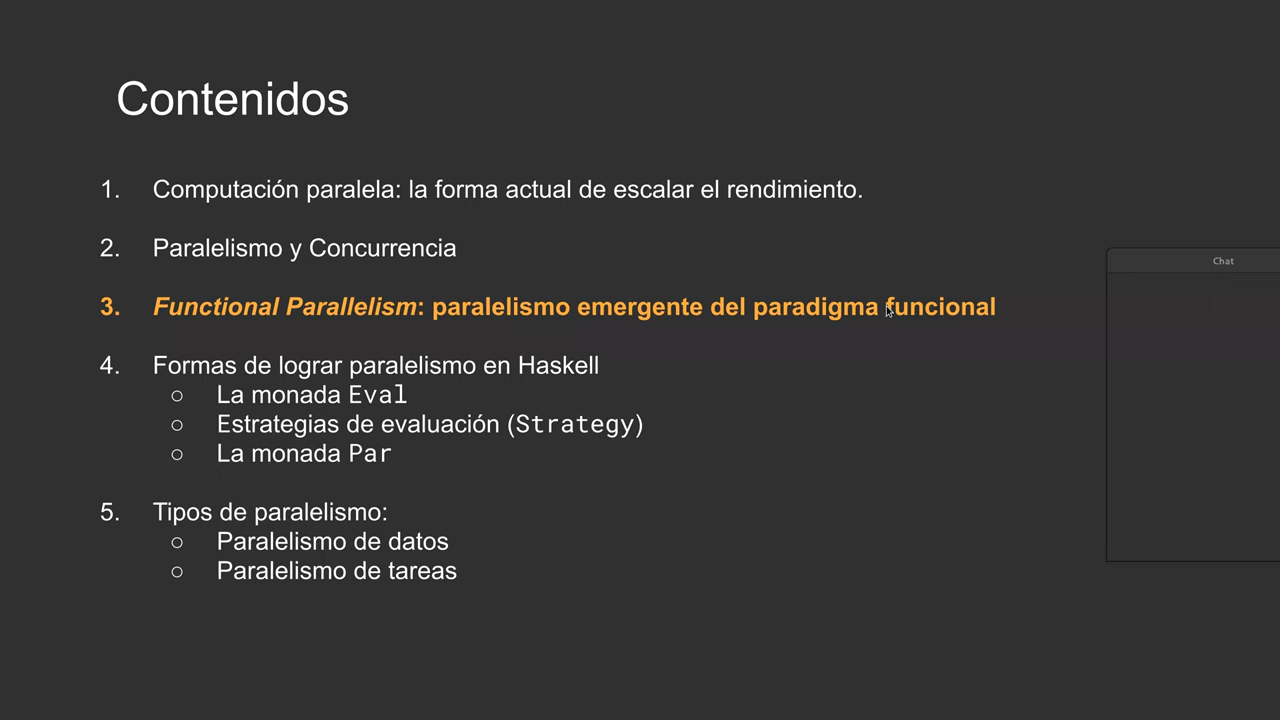 Contenidos
1. Computación paralela: la forma actual de escalar el rendimiento.
2. Paralelismo y Concurrencia
3. Functional Parallelism: paralelismo emergente del paradigma funcional
4. Formas de lograr paralelismo en Haskell
○ La monada Eval
○ Estrategias de evaluación (Strategy)
○ La monada Par
5. Tipos de paralelismo:
○ Paralelismo de datos
○ Paralelismo de tareas
Chat